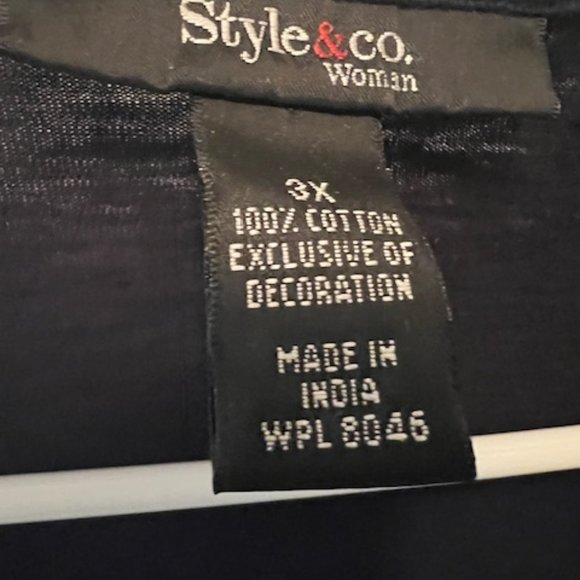 Style&co.
Woman
3X
100% COTTON
EXCLUSIVE OF
DECORATION
MADE IN
INDIA
WPL 8046